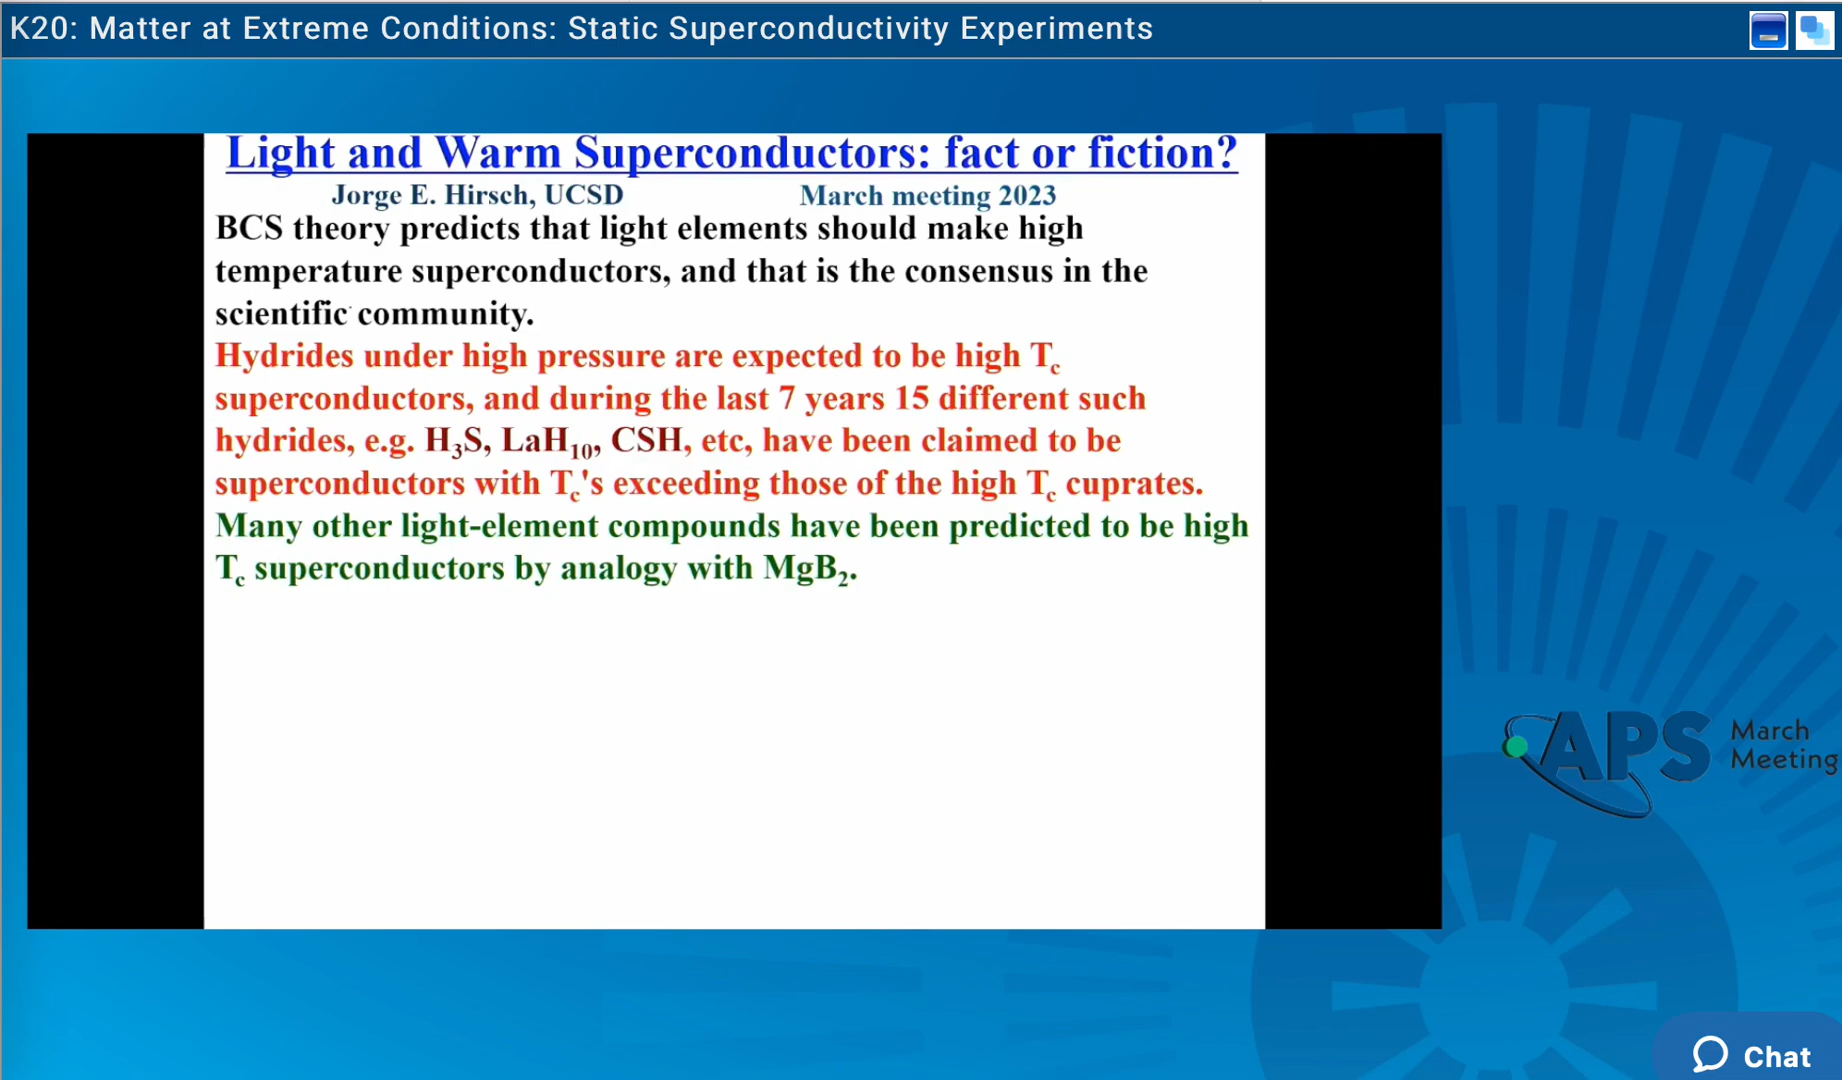 K20: Matter at Extreme Conditions: Static Superconductivity Experiments
Light and Warm Superconductors: fact or fiction?
Jorge E. Hirsch, UCSD March meeting 2023
BCS theory predicts that light elements should make high
temperature superconductors, and that is the consensus in the
scientific community.
Hydrides under high pressure are expected to be high Tc
superconductors, and during the last 7 years 15 different such
hydrides, e.g. H3S, LaH10, CSH, etc, have been claimed to be
superconductors with Tc's exceeding those of the high Tc cuprates.
Many other light-element compounds have been predicted to be high
Tc superconductors by analogy with MgB2.
APS March
Meeting
Chat